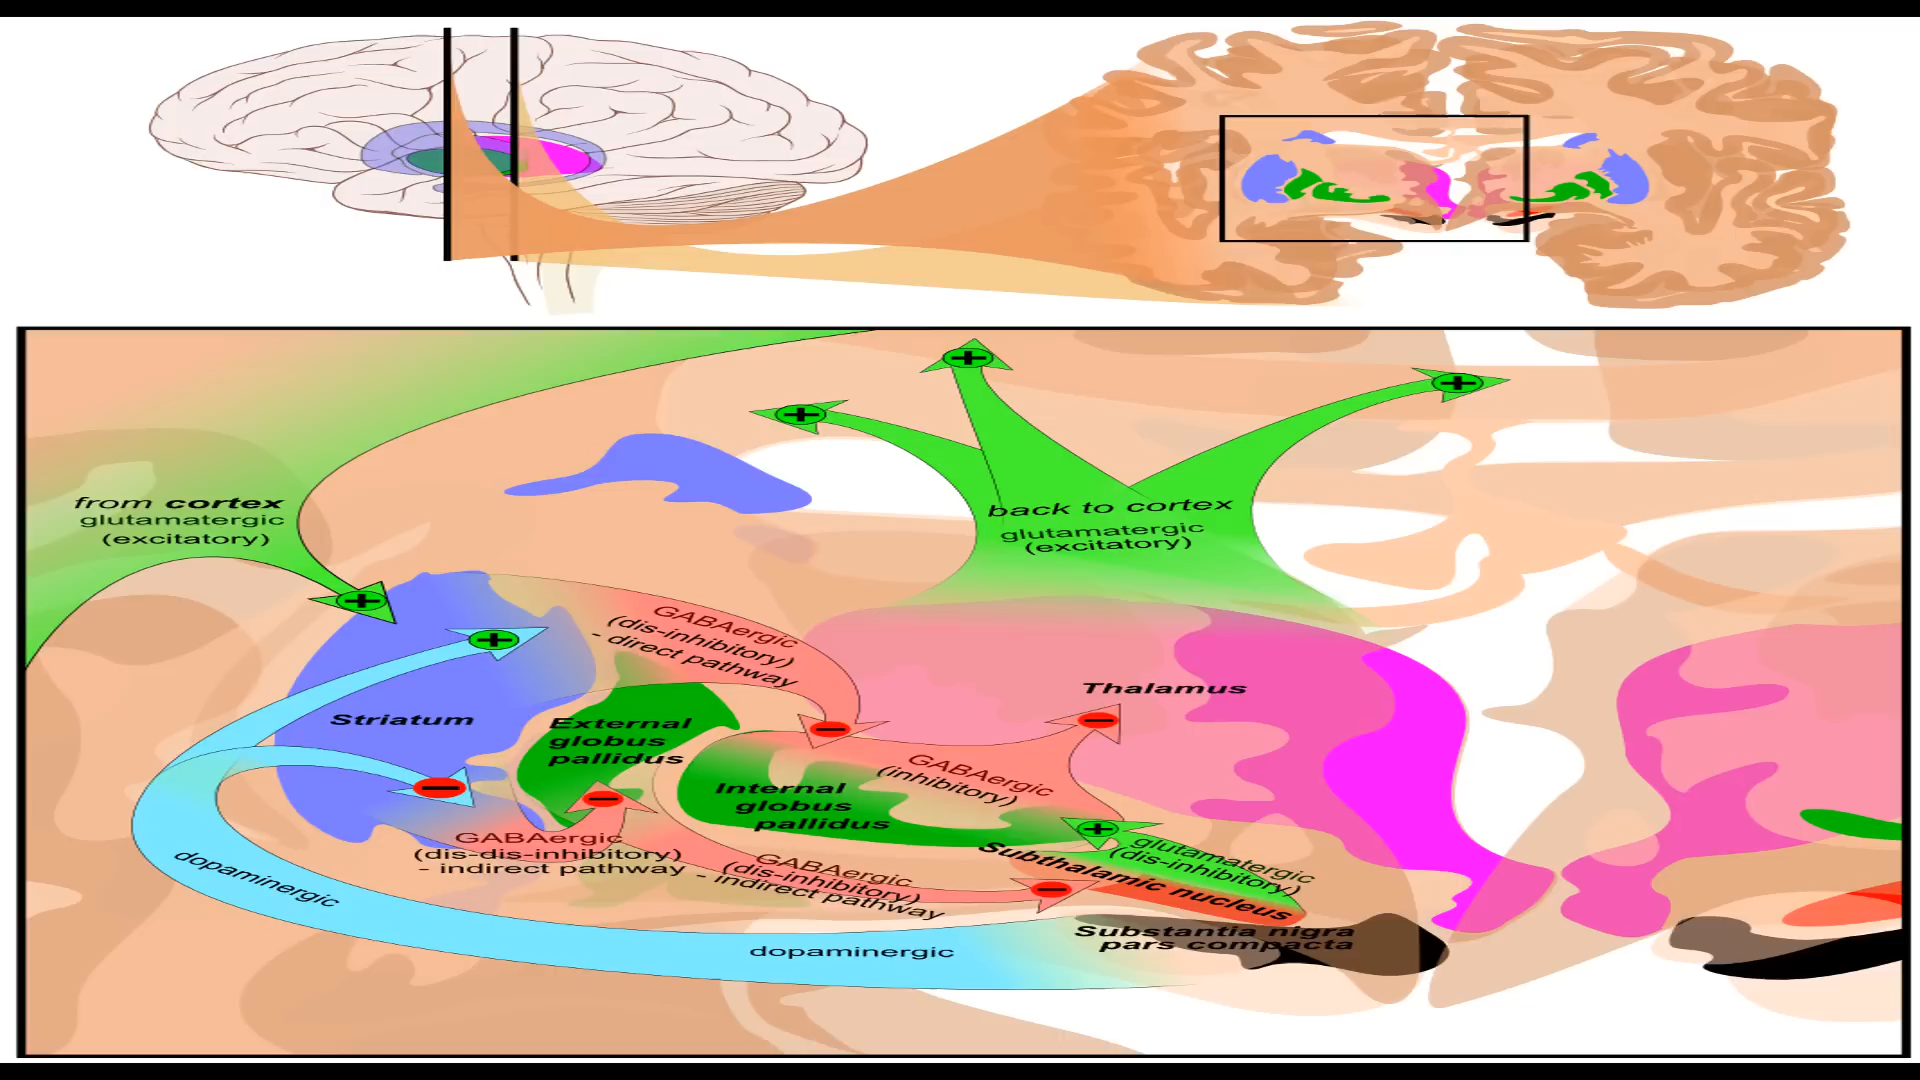 from cortex
glutamatergic
(excitatory)
back to cortex
glutamatergic
(excitatory)
GABAergic
(dis-inhibitory)
- direct pathway
Striatum
External
globus
pallidus
Thalamus
GABAergic
(inhibitory)
Internal
globus
pallidus
GABAergic
(dis-dis-inhibitory)
- indirect pathway
GABAergic
(dis-inhibitory)
- indirect pathway
glutamatergic
(dis-inhibitory)
Subthalamic nucleus
dopaminergic
Substantia nigra
pars compacta
dopaminergic